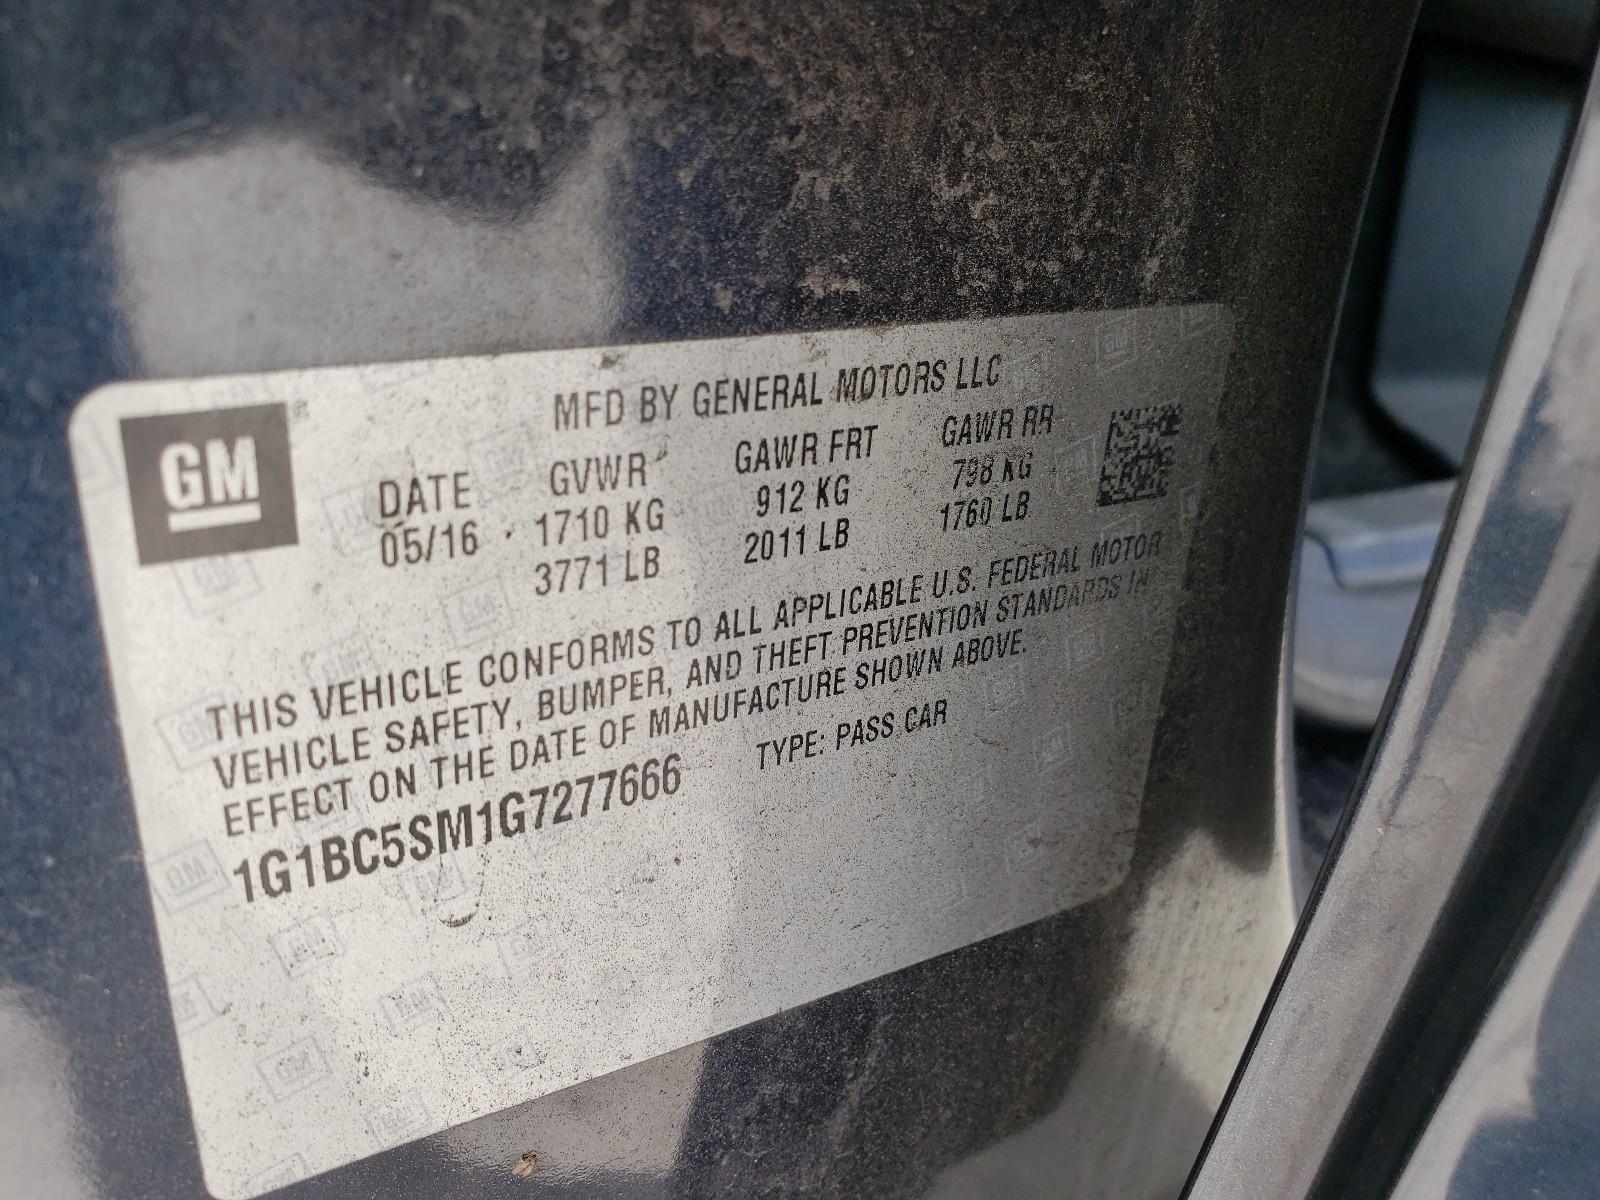 MFD BY GENERAL MOTORS LLC
GM
DATE GVWR GAWR FRT GAWR RR
05/16 1710 KG 912 KG 798 KG
3771 LB 2011 LB 1760 LB
THIS VEHICLE CONFORMS TO ALL APPLICABLE U.S. FEDERAL MOTOR
VEHICLE SAFETY, BUMPER, AND THEFT PREVENTION STANDARDS IN
EFFECT ON THE DATE OF MANUFACTURE SHOWN ABOVE.
1G1BC5SM1G7277666 TYPE: PASS CAR